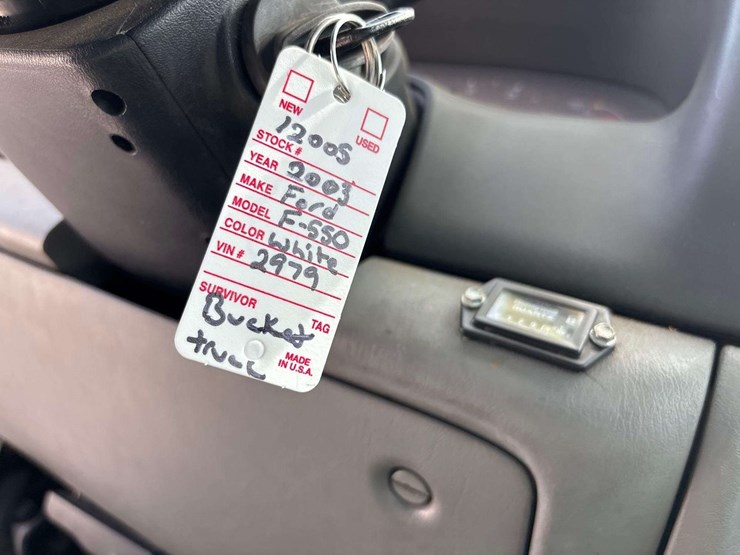 NEW
USED
STOCK # 12005
YEAR 2003
MAKE Ford
MODEL F-550
COLOR White
VIN # 2979
SURVIVOR TAG
Bucket
truck
MADE
IN U.S.A.